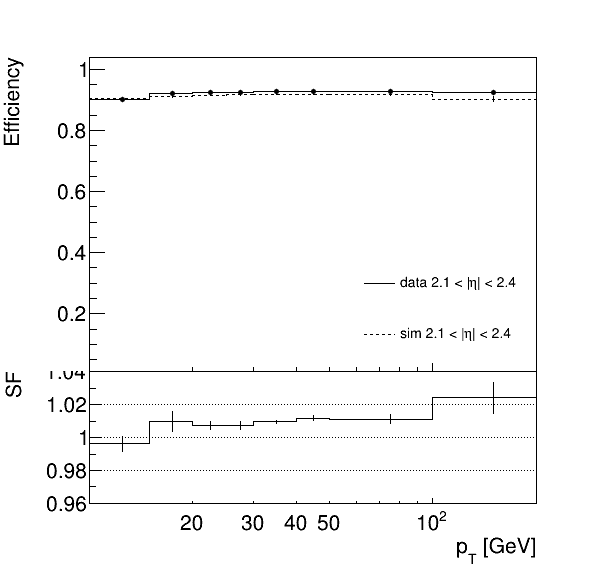 Efficiency
1
0.8
0.6
0.4
0.2
data 2.1 < |η| < 2.4
sim 2.1 < |η| < 2.4
SF
1.04
1.02
1
0.98
0.96
20 30 40 50 10²
p_T [GeV]